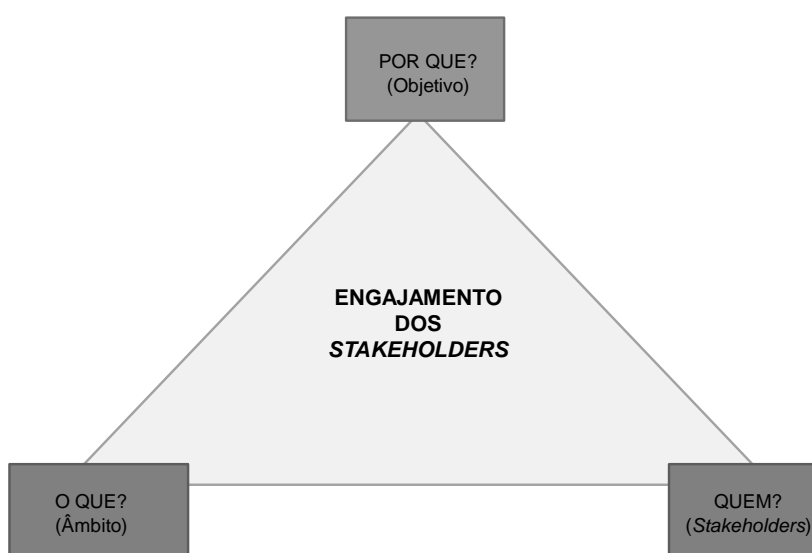 POR QUE?
(Objetivo)
ENGAJAMENTO
DOS
STAKEHOLDERS
O QUE?
(Âmbito)
QUEM?
(Stakeholders)